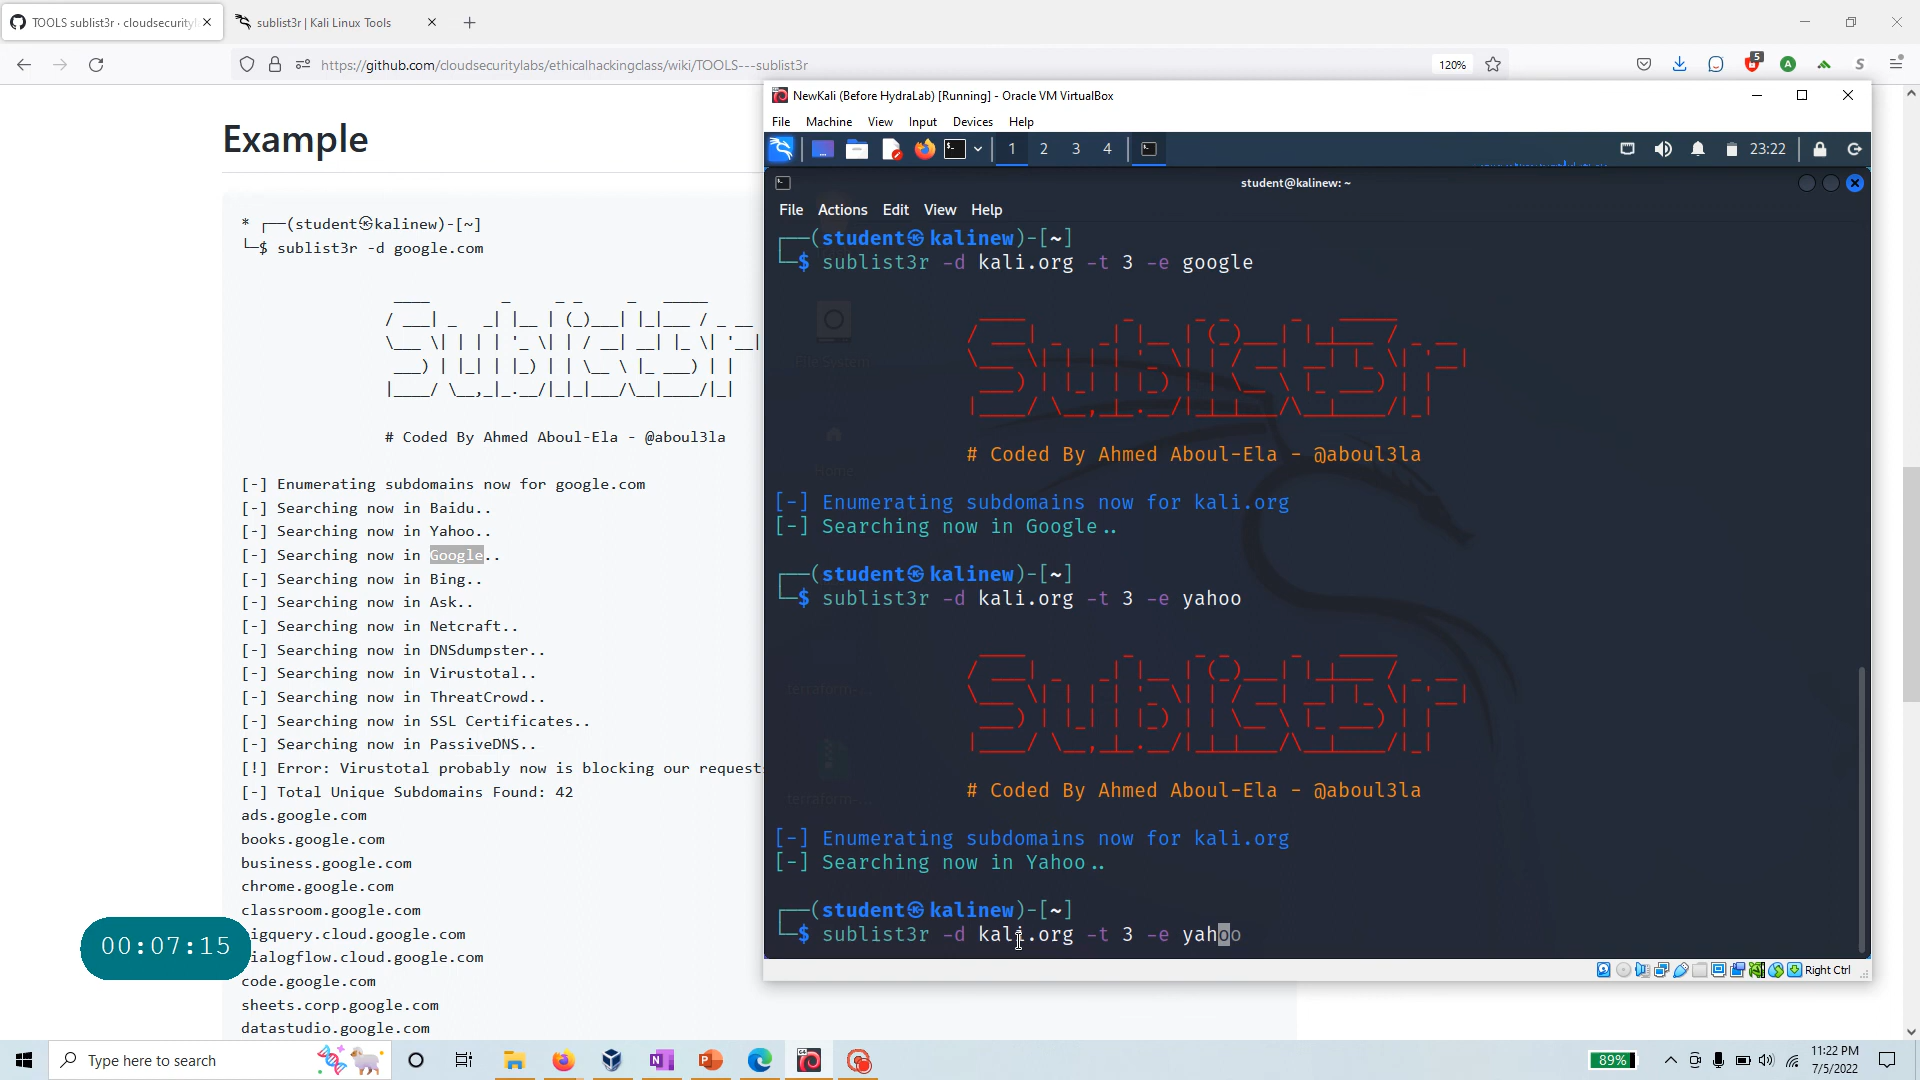 TOOLS sublist3r · cloudsecurityl
sublist3r | Kali Linux Tools
https://github.com/cloudsecuritylabs/ethicalhackingclass/wiki/TOOLS---sublist3r
120%
5
Example
* ┌──(student㉿kalinew)-[~]
└─$ sublist3r -d google.com
# Coded By Ahmed Aboul-Ela - @aboul3la
[-] Enumerating subdomains now for google.com
[-] Searching now in Baidu..
[-] Searching now in Yahoo..
[-] Searching now in Google..
[-] Searching now in Bing..
[-] Searching now in Ask..
[-] Searching now in Netcraft..
[-] Searching now in DNSdumpster..
[-] Searching now in Virustotal..
[-] Searching now in ThreatCrowd..
[-] Searching now in SSL Certificates..
[-] Searching now in PassiveDNS..
[!] Error: Virustotal probably now is blocking our request
[-] Total Unique Subdomains Found: 42
ads.google.com
books.google.com
business.google.com
chrome.google.com
classroom.google.com
igquery.cloud.google.com
ialogflow.cloud.google.com
code.google.com
sheets.corp.google.com
datastudio.google.com
00:07:15
NewKali (Before HydraLab) [Running] - Oracle VM VirtualBox
File Machine View Input Devices Help
1 2 3 4
23:22
student@kalinew: ~
File Actions Edit View Help
┌──(student㉿kalinew)-[~]
└─$ sublist3r -d kali.org -t 3 -e google
Sublist3r
# Coded By Ahmed Aboul-Ela - @aboul3la
[-] Enumerating subdomains now for kali.org
[-] Searching now in Google..
┌──(student㉿kalinew)-[~]
└─$ sublist3r -d kali.org -t 3 -e yahoo
Sublist3r
# Coded By Ahmed Aboul-Ela - @aboul3la
[-] Enumerating subdomains now for kali.org
[-] Searching now in Yahoo..
┌──(student㉿kalinew)-[~]
└─$ sublist3r -d kali.org -t 3 -e yahoo
Right Ctrl
Type here to search
89%
11:22 PM
7/5/2022